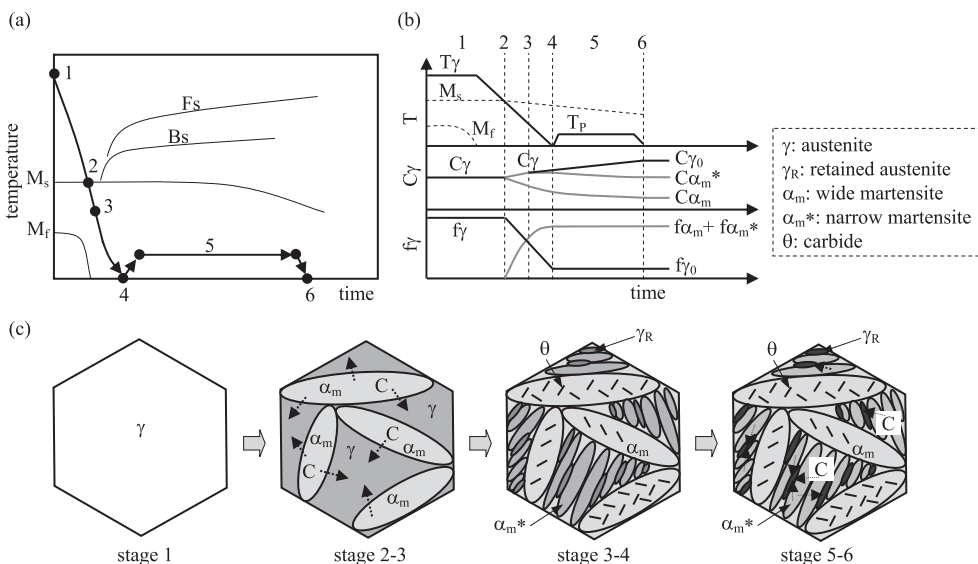 (a)
temperature
1
2
3
4
5
6
Fs
Bs
Ms
Mf
time
(b)
1 2 3 4 5 6
T
Tγ
Ms
Mf
TP
Cγ
Cγ
Cγ
Cγ0
Cαm*
Cαm
fγ
fγ
fαm + fαm*
fγ0
time
γ: austenite
γR: retained austenite
αm: wide martensite
αm*: narrow martensite
θ: carbide
(c)
γ
stage 1
αm
C
γ
αm
C
γ
C
αm
αm
stage 2-3
γR
θ
αm
αm*
stage 3-4
γR
θ
C
αm
C
αm*
stage 5-6